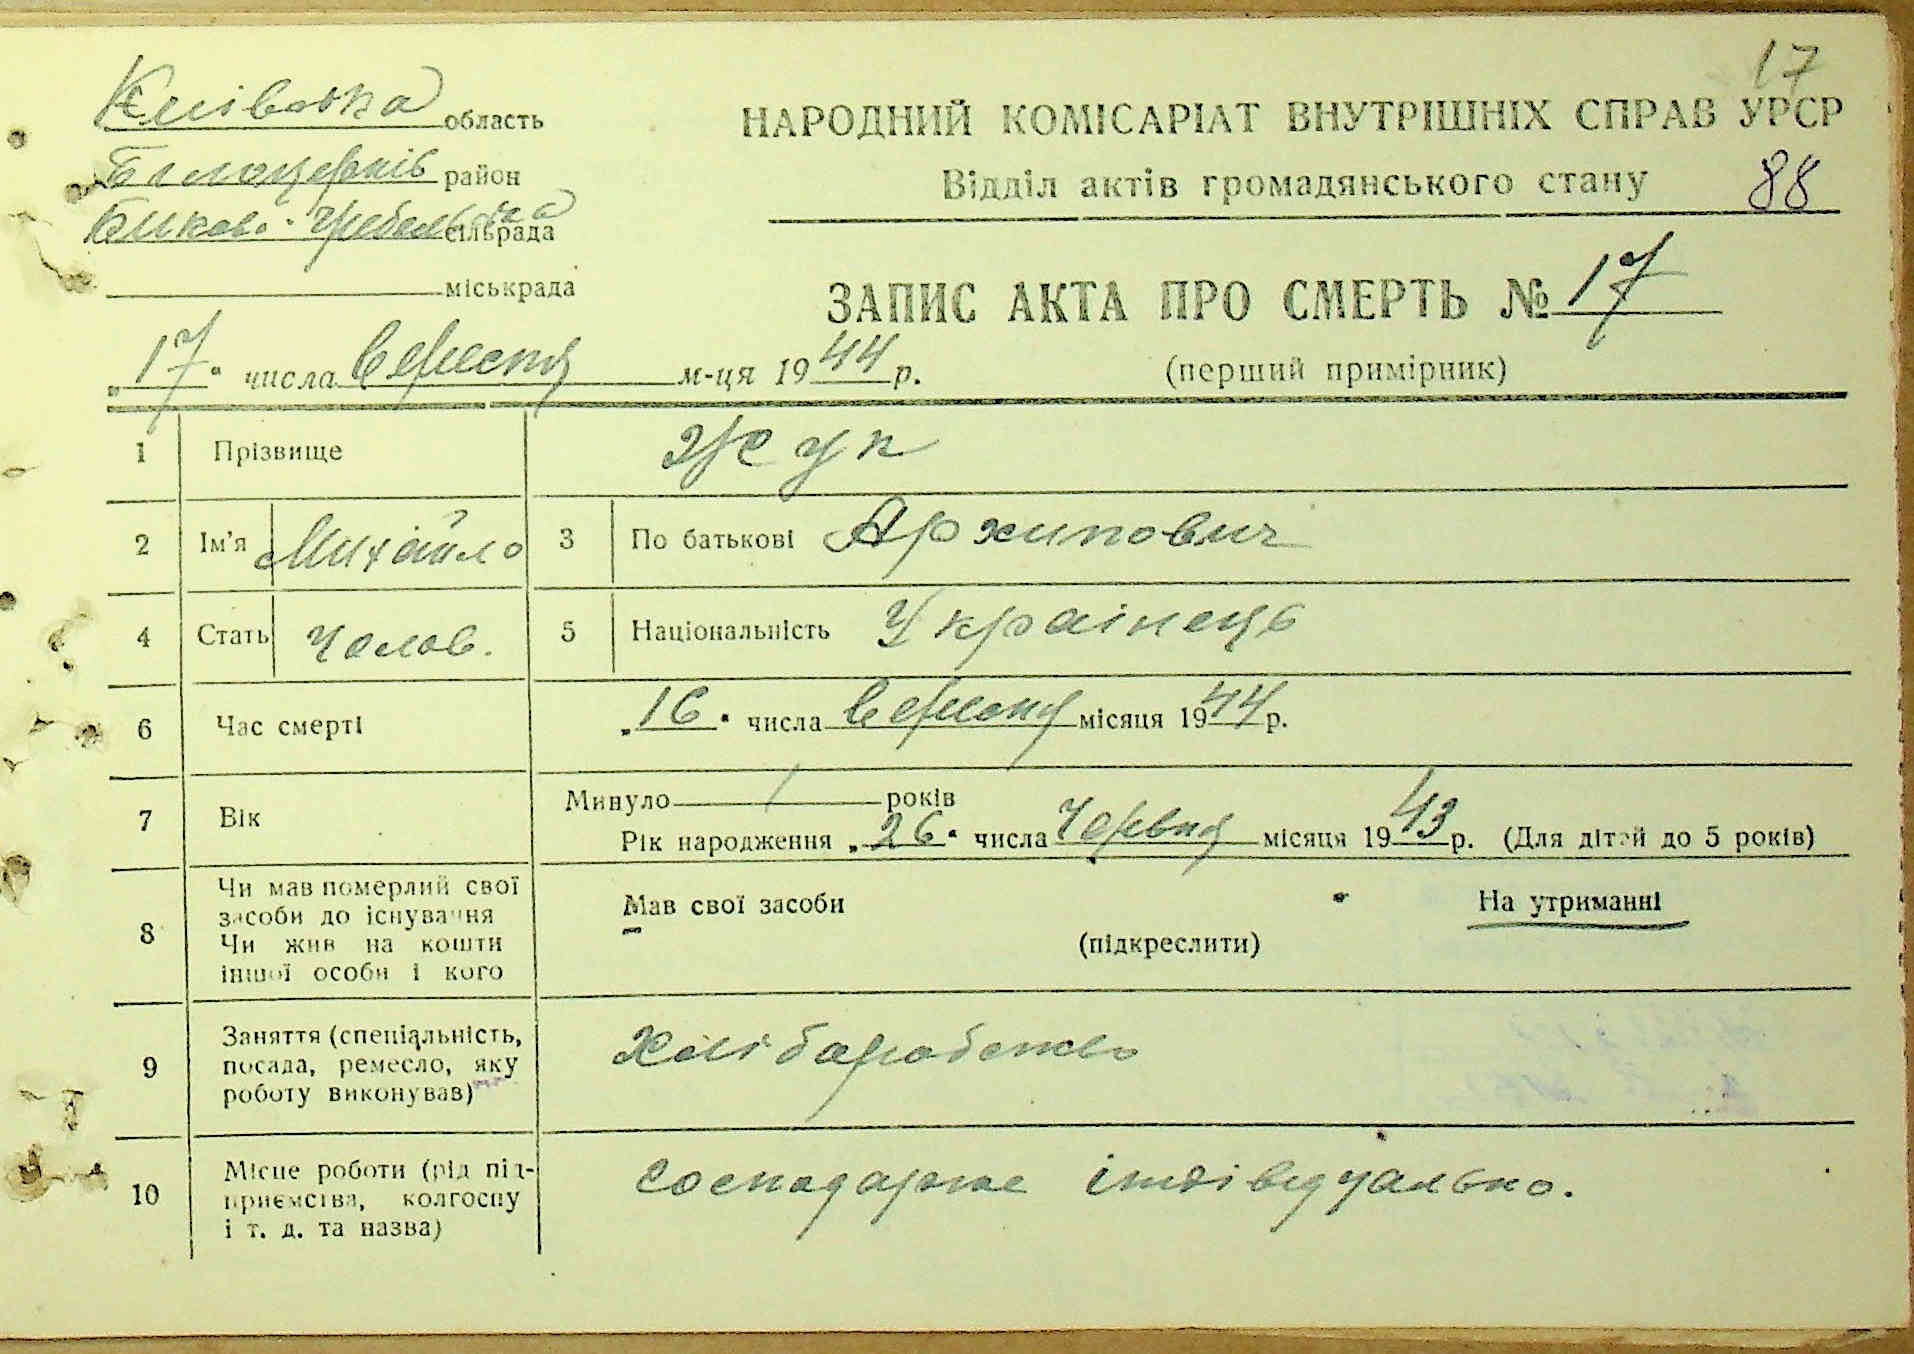 17
Київська область
НАРОДНИЙ КОМІСАРІАТ ВНУТРІШНІХ СПРАВ УРСР
Білоцерків район
Відділ актів громадянського стану
88
Биково-Гребельська сільрада
міськрада
ЗАПИС АКТА ПРО СМЕРТЬ № 17
„17“ числа вересня м-ця 1944 р.
(перший примірник)
1 Прізвище Жук
2 Ім'я Михайло 3 По батькові Архипович
4 Стать Чолов. 5 Національність Українець
6 Час смерті „16“ числа вересня місяця 1944 р.
7 Вік Минуло 1 років
Рік народження „26“ числа Червня місяця 1943 р. (Для дітей до 5 років)
8 Чи мав померлий свої засоби до існування Чи жив на кошти іншої особи і кого
Мав свої засоби
На утриманні
(підкреслити)
9 Заняття (спеціальність, посада, ремесло, яку роботу виконував)
10 Місце роботи (рід підприємства, колгоспу і т. д. та назва)